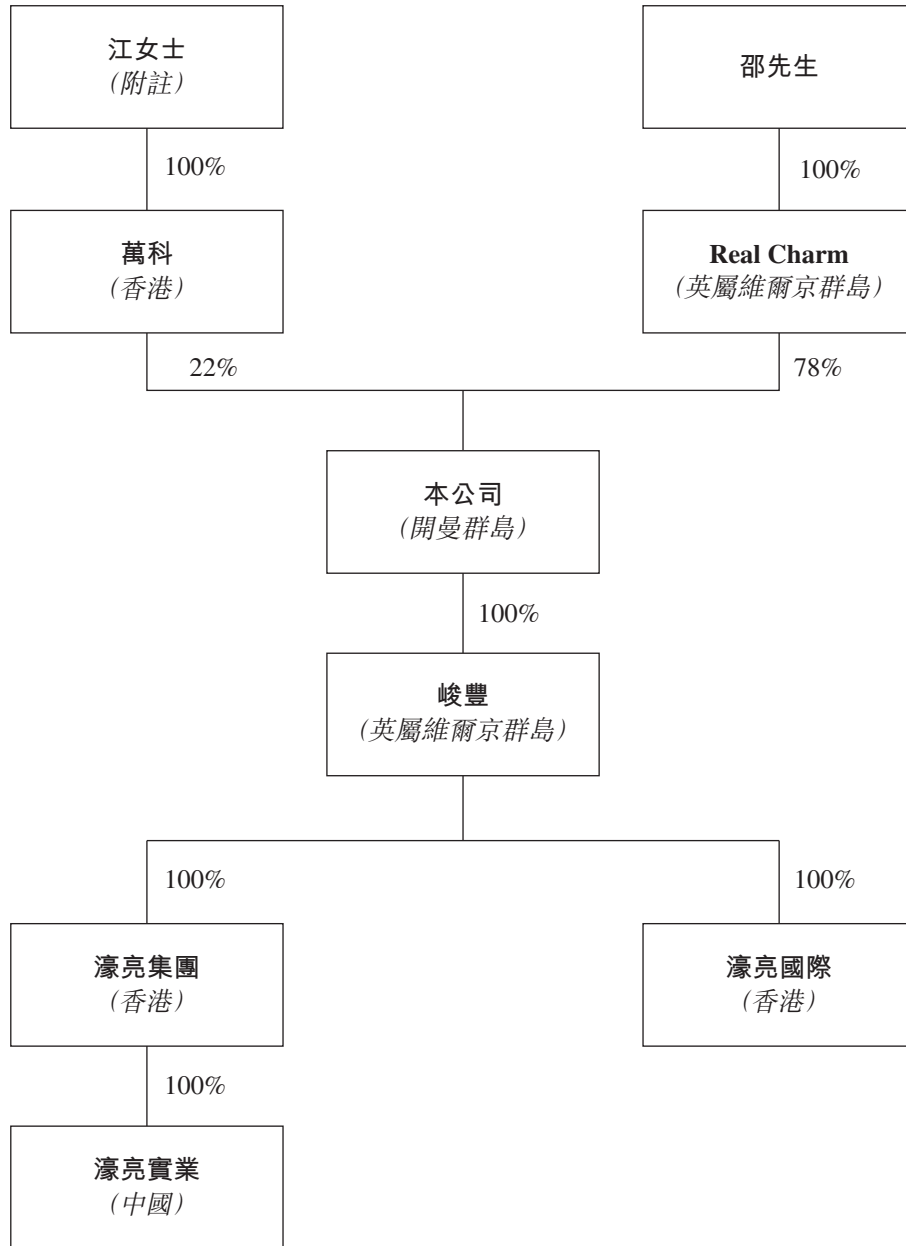 江女士
（附註）
邵先生
100%
100%
萬科
（香港）
Real Charm
（英屬維爾京群島）
22%
78%
本公司
（開曼群島）
100%
峻豐
（英屬維爾京群島）
100%
100%
濠亮集團
（香港）
濠亮國際
（香港）
100%
濠亮實業
（中國）